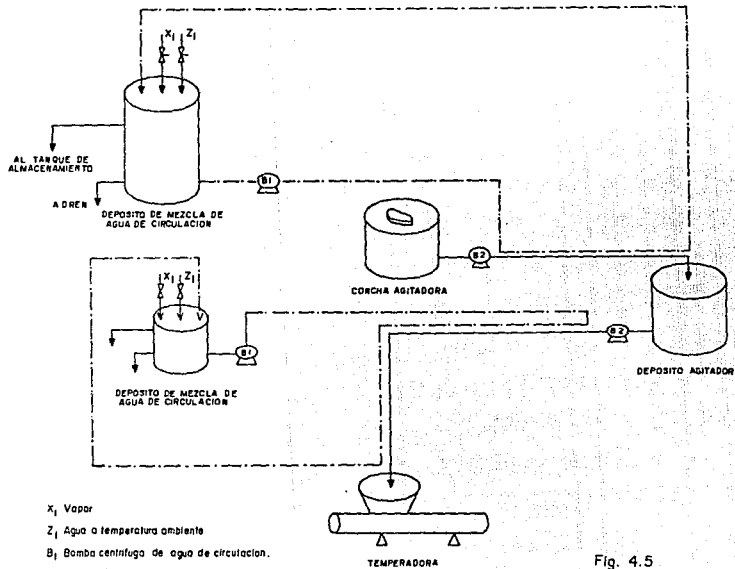 X₁ Z₁
AL TANQUE DE
ALMACENAMIENTO
A DREN
DEPOSITO DE MEZCLA DE
AGUA DE CIRCULACION
B1
CONCHA AGITADORA
B2
DEPOSITO AGITADOR
X₁ Z₁
B1
B2
DEPOSITO DE MEZCLA DE
AGUA DE CIRCULACION
TEMPERADORA
X₁ Vapor
Z₁ Agua a temperatura ambiente
B₁ Bomba centrifuga de agua de circulacion.
Fig. 4.5